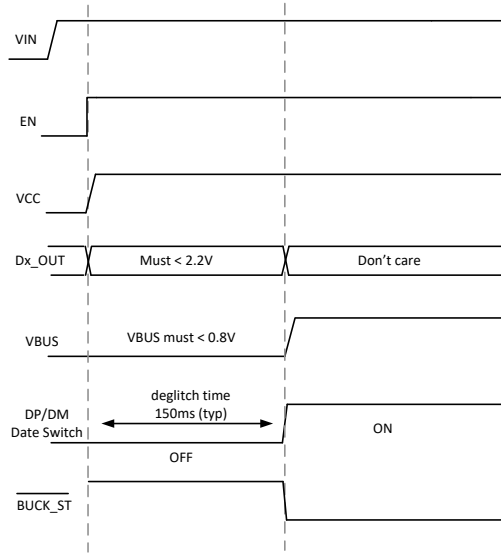 VIN
EN
VCC
Dx_OUT
Must < 2.2V
Don't care
VBUS
VBUS must < 0.8V
deglitch time
150ms (typ)
DP/DM
Date Switch
ON
OFF
BUCK_ST